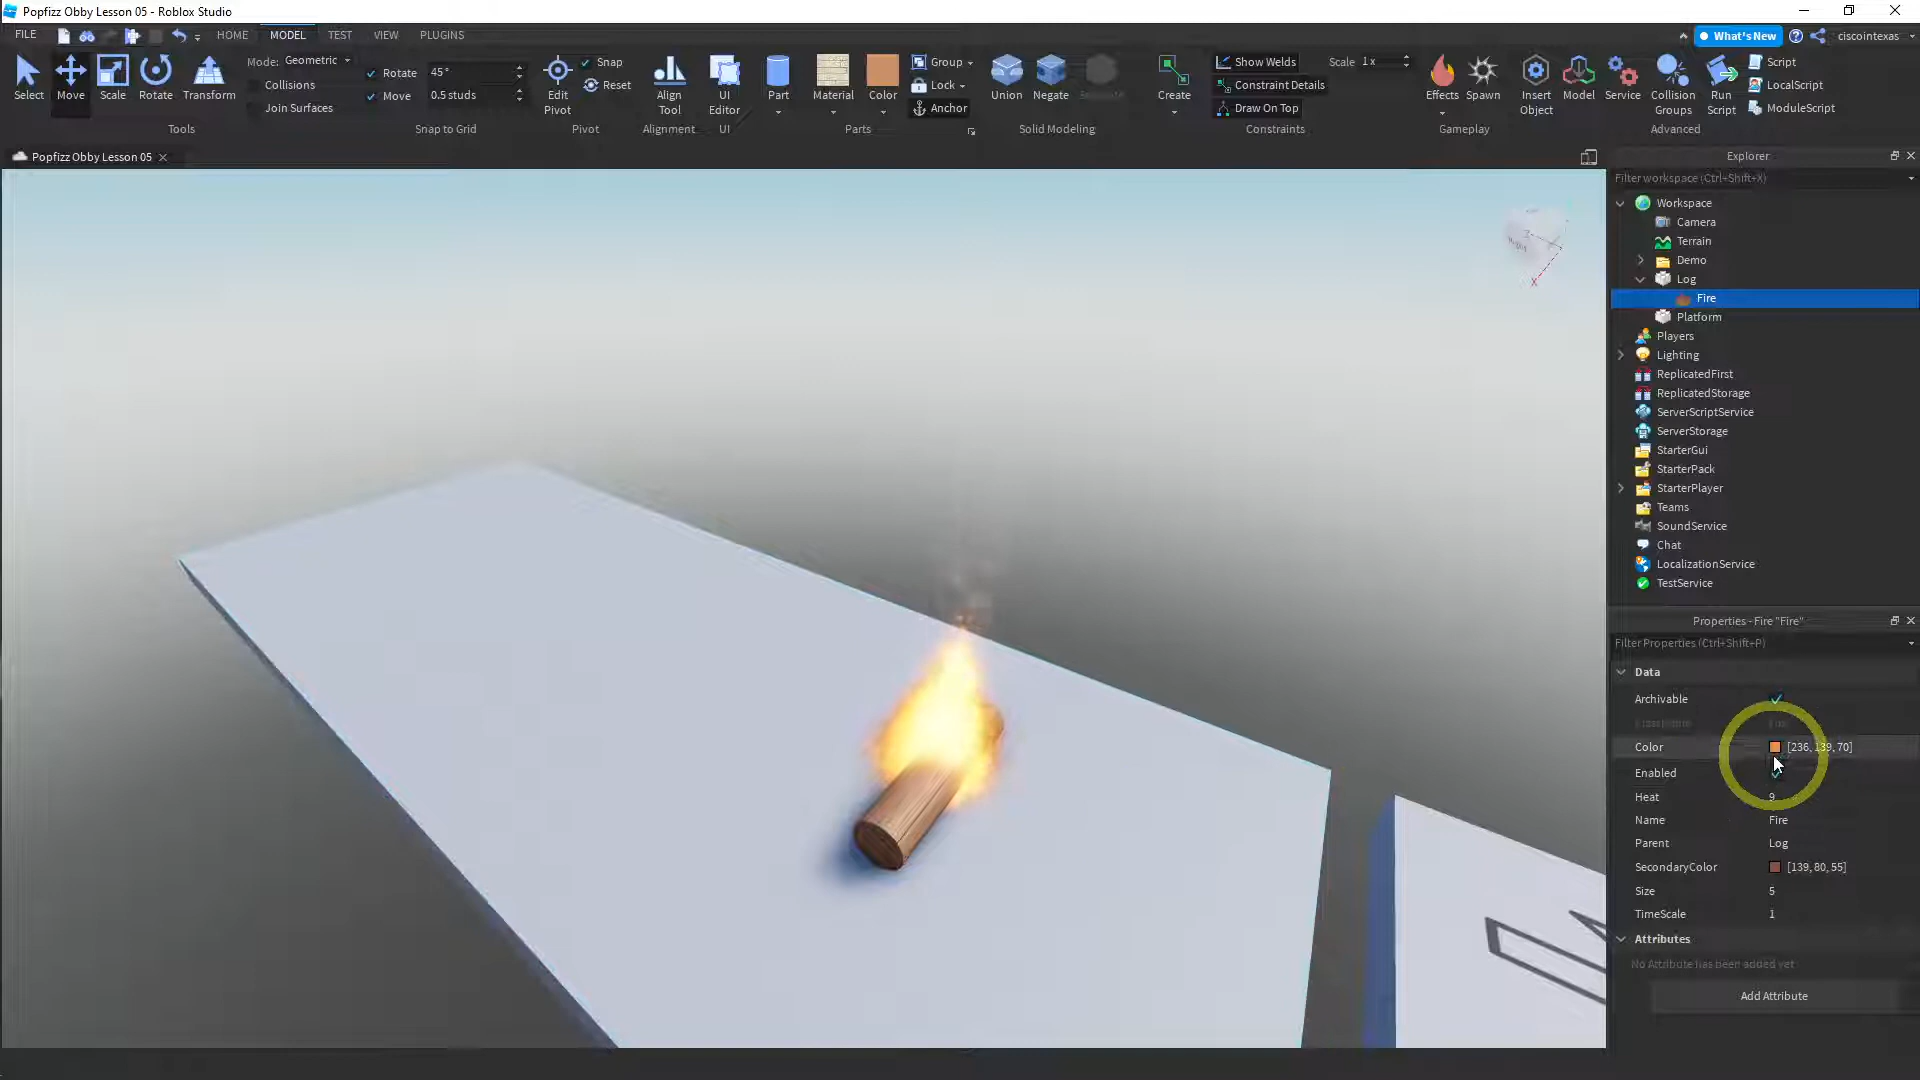 Popfizz Obby Lesson 05 - Roblox Studio
FILE HOME MODEL TEST VIEW PLUGINS What's New ciscointexas
Select Move Scale Rotate Transform
Mode: Geometric
Collisions
Join Surfaces
Tools
Rotate 45°
Move 0.5 studs
Snap to Grid
Edit Pivot
Snap
Reset
Pivot
Align Tool
Alignment
UI Editor
UI
Part Material Color
Group
Lock
Anchor
Parts
Union Negate
Solid Modeling
Create
Show Welds
Constraint Details
Draw On Top
Scale 1 x
Constraints
Effects Spawn
Gameplay
Insert Object
Model Service
Collision Groups
Run Script
Script
LocalScript
ModuleScript
Advanced
Popfizz Obby Lesson 05
Explorer
Filter workspace (Ctrl+Shift+X)
Workspace
Camera
Terrain
Demo
Log
Fire
Platform
Players
Lighting
ReplicatedFirst
ReplicatedStorage
ServerScriptService
ServerStorage
StarterGui
StarterPack
StarterPlayer
Teams
SoundService
Chat
LocalizationService
TestService
Properties - Fire "Fire"
Filter Properties (Ctrl+Shift+P)
Data
Archivable
Color [236, 139, 70]
Enabled
Heat 9
Name Fire
Parent Log
SecondaryColor [139, 80, 55]
Size 5
TimeScale 1
Attributes
No Attribute has been added yet
Add Attribute
X